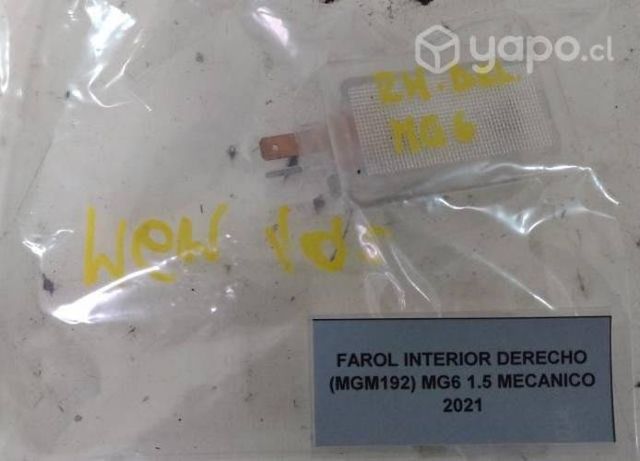 yapo.cl
MG6
FAROL INTERIOR DERECHO
(MGM192) MG6 1.5 MECANICO
2021